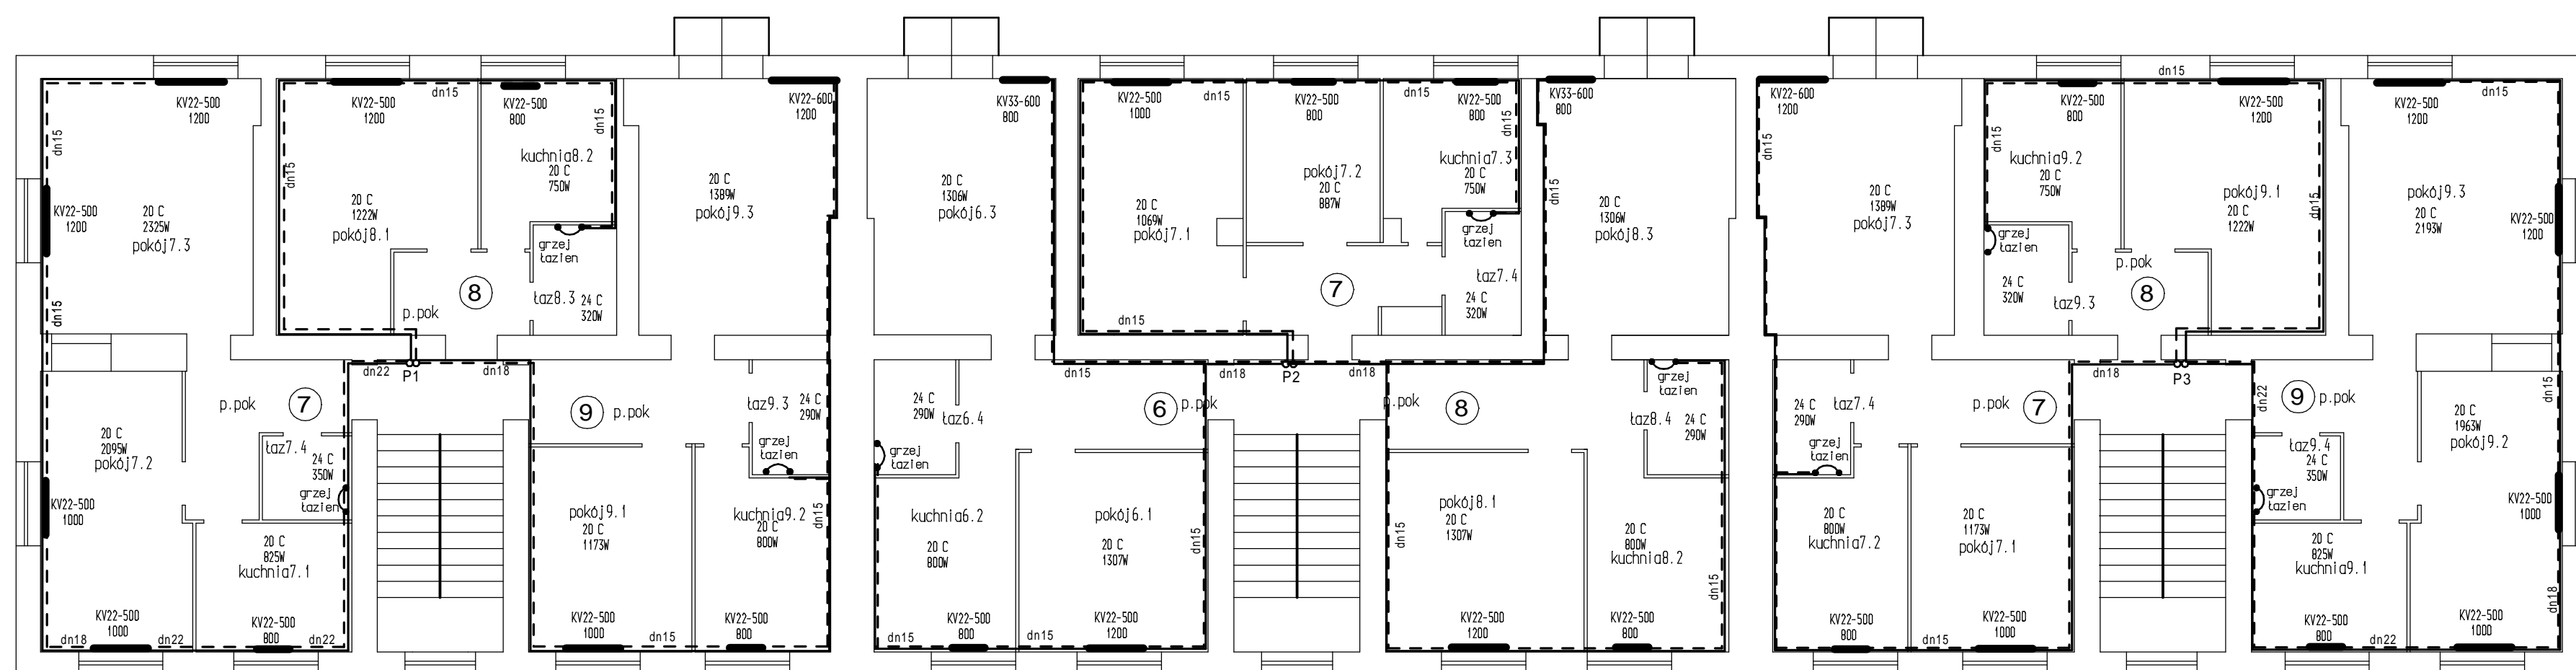 dn15
KV22-500
1200
dn15
KV22-500
1200
20 C
2325W
pokój7.3
dn15
KV22-500
1200
dn15
dn15
20 C
1222W
pokój8.1
KV22-500
800
dn15
kuchnia8.2
20 C
750W
grzej
łazien
8
łaz8.3
24 C
320W
p.pok
KV22-600
1200
20 C
1389W
pokój9.3
dn22
P1
dn18
20 C
2095W
pokój7.2
KV22-500
1000
KV22-500
1000
dn18
dn22
p.pok
7
łaz7.4
24 C
350W
grzej
łazien
20 C
825W
kuchnia7.1
KV22-500
800
dn22
9
p.pok
łaz9.3
24 C
290W
grzej
łazien
pokój9.1
20 C
1173W
KV22-500
1000
dn15
kuchnia9.2
20 C
800W
dn15
KV22-500
800
KV33-600
800
20 C
1306W
pokój6.3
KV22-500
1000
dn15
20 C
1069W
pokój7.1
dn15
KV22-500
800
pokój7.2
20 C
887W
dn15
KV22-500
800
dn15
kuchnia7.3
20 C
750W
grzej
łazien
łaz7.4
24 C
320W
7
KV33-600
800
dn15
20 C
1306W
pokój8.3
dn15
dn18
P2
dn18
24 C
290W
łaz6.4
grzej
łazien
6
p.pok
kuchnia6.2
20 C
800W
KV22-500
800
dn15
dn15
pokój6.1
20 C
1307W
dn15
KV22-500
1200
p.pok
8
grzej
łazien
łaz8.4
24 C
290W
pokój8.1
20 C
1307W
dn15
KV22-500
1200
20 C
800W
kuchnia8.2
dn15
KV22-500
800
KV22-600
1200
dn15
20 C
1389W
pokój7.3
KV22-500
800
dn15
dn15
kuchnia9.2
20 C
750W
grzej
łazien
24 C
320W
łaz9.3
p.pok
8
KV22-500
1200
pokój9.1
20 C
1222W
dn15
KV22-500
1200
dn15
pokój9.3
20 C
2193W
KV22-500
1200
dn18
P3
24 C
290W
łaz7.4
grzej
łazien
p.pok
7
20 C
800W
kuchnia7.2
KV22-500
800
dn15
20 C
1173W
pokój7.1
KV22-500
1000
dn22
9
p.pok
łaz9.4
24 C
350W
grzej
łazien
20 C
825W
kuchnia9.1
KV22-500
800
dn22
dn15
20 C
1963W
pokój9.2
KV22-500
1000
dn18
KV22-500
1000